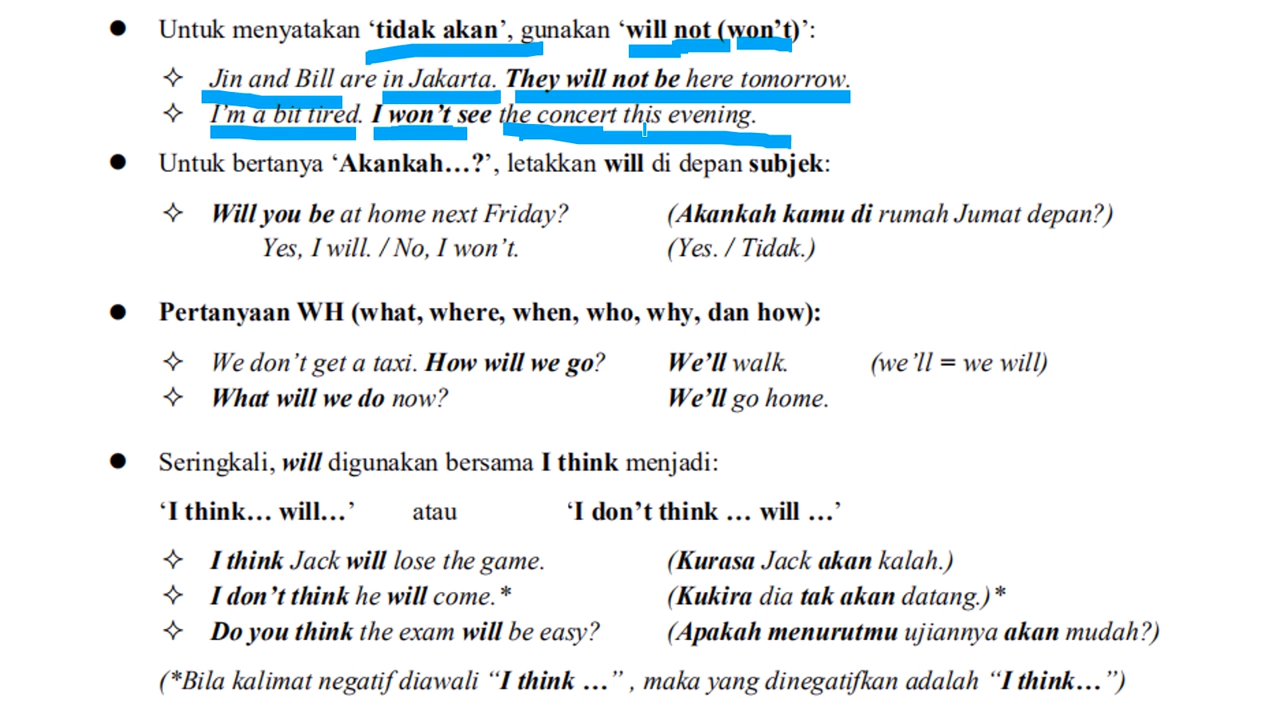 ● Untuk menyatakan ‘tidak akan’, gunakan ‘will not (won’t)’:
✧ Jin and Bill are in Jakarta. They will not be here tomorrow.
✧ I’m a bit tired. I won’t see the concert this evening.
● Untuk bertanya ‘Akankah…?’, letakkan will di depan subjek:
✧ Will you be at home next Friday? (Akankah kamu di rumah Jumat depan?)
Yes, I will. / No, I won’t. (Yes. / Tidak.)
● Pertanyaan WH (what, where, when, who, why, dan how):
✧ We don’t get a taxi. How will we go? We’ll walk. (we’ll = we will)
✧ What will we do now? We’ll go home.
● Seringkali, will digunakan bersama I think menjadi:
‘I think… will…’ atau ‘I don’t think … will …’
✧ I think Jack will lose the game. (Kurasa Jack akan kalah.)
✧ I don’t think he will come.* (Kukira dia tak akan datang.)*
✧ Do you think the exam will be easy? (Apakah menurutmu ujiannya akan mudah?)
(*Bila kalimat negatif diawali “I think …” , maka yang dinegatifkan adalah “I think…”)